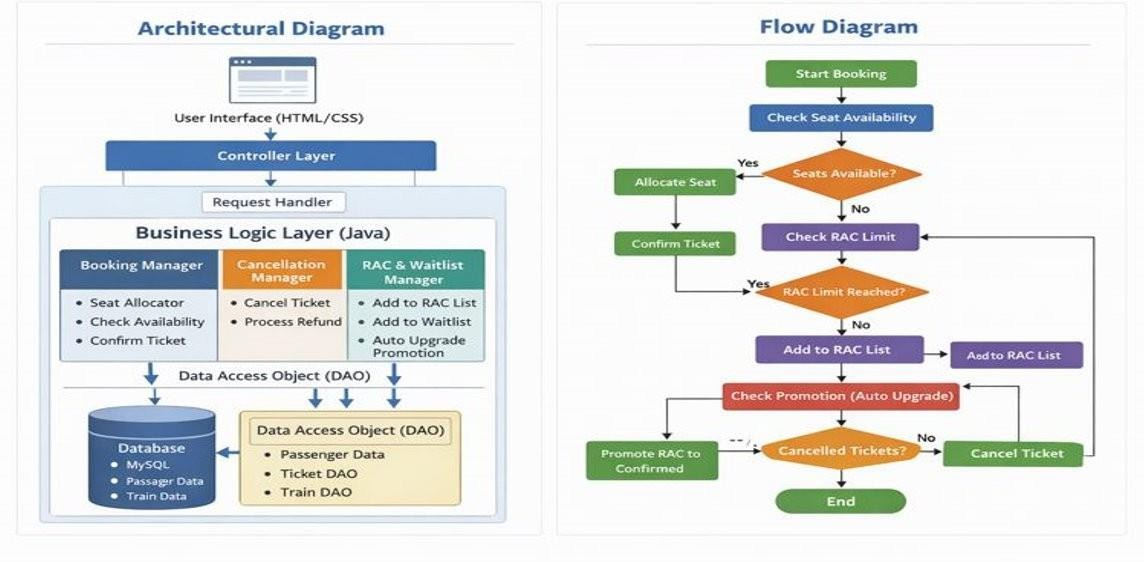 Architectural Diagram
User Interface (HTML/CSS)
Controller Layer
Request Handler
Business Logic Layer (Java)
Booking Manager
• Seat Allocator
• Check Availability
• Confirm Ticket
Cancellation
Manager
• Cancel Ticket
• Process Refund
RAC & Waitlist
Manager
• Add to RAC List
• Add to Waitlist
• Auto Upgrade
Promotion
Data Access Object (DAO)
Database
• MySQL
• Passagr Data
• Train Data
Data Access Object (DAO)
• Passenger Data
• Ticket DAO
• Train DAO
Flow Diagram
Start Booking
Check Seat Availability
Seats Available?
Yes
Allocate Seat
Confirm Ticket
No
Check RAC Limit
Yes
RAC Limit Reached?
No
Add to RAC List
Aed to RAC List
Check Promotion (Auto Upgrade)
Promote RAC to
Confirmed
Cancelled Tickets?
No
Cancel Ticket
End